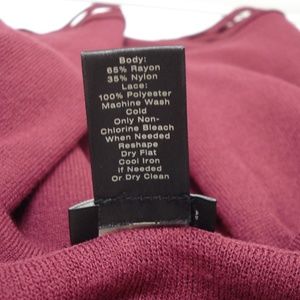 Body:
65% Rayon
35% Nylon
Lace:
100% Polyester
Machine Wash
Cold
Only Non-
Chlorine Bleach
When Needed
Reshape
Dry Flat
Cool Iron
if Needed
Or Dry Clean